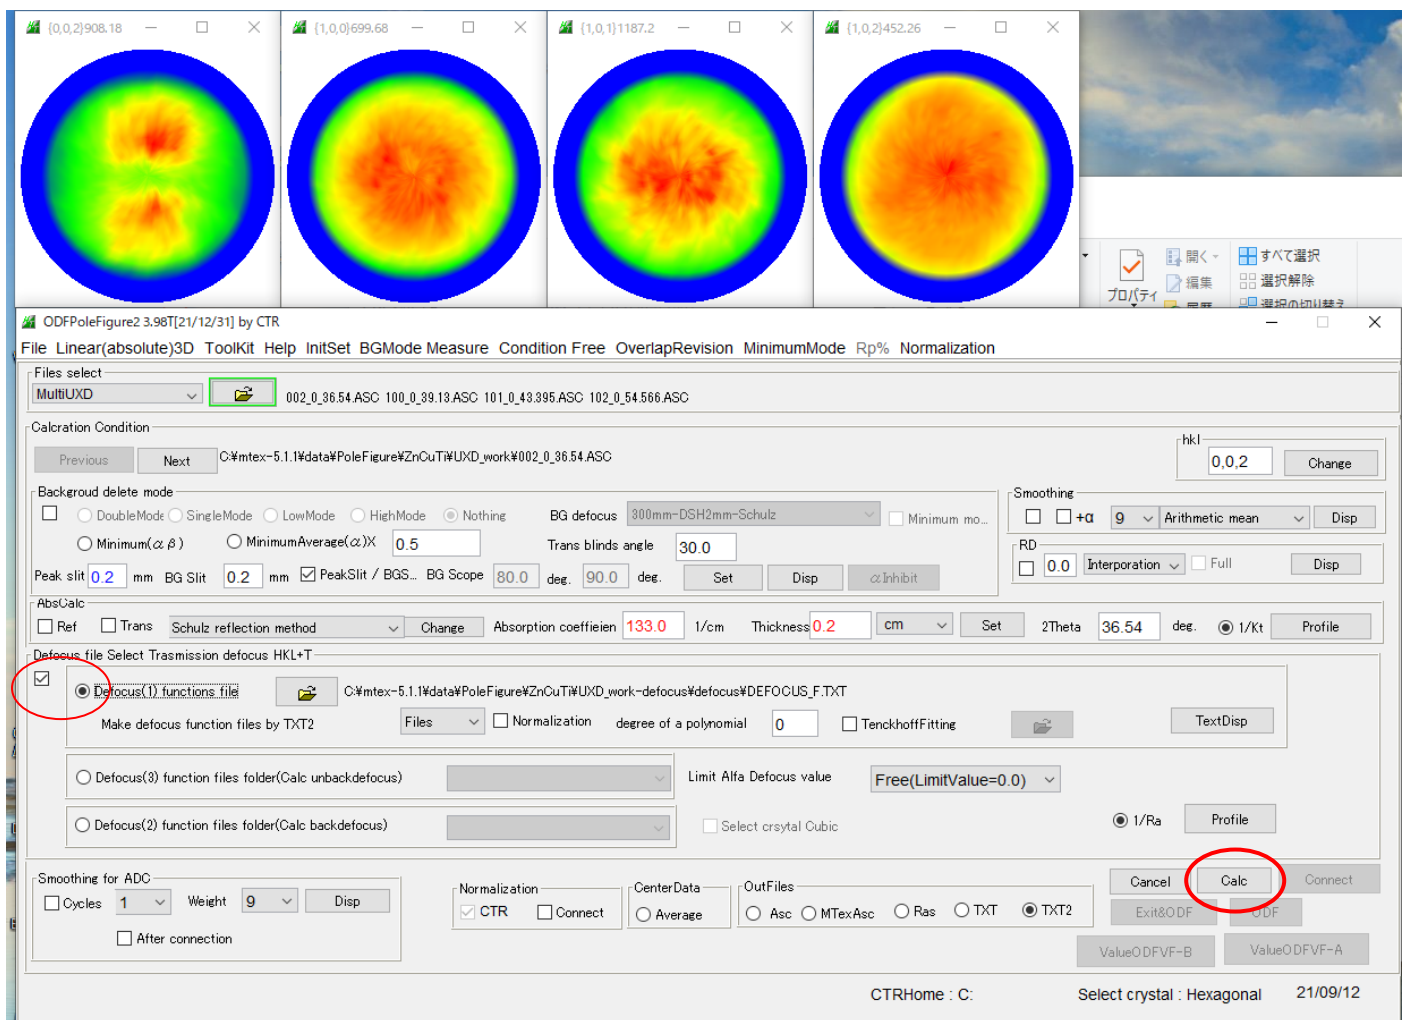 {0,0,2}908.18
{1,0,0}699.68
{1,0,1}1187.2
{1,0,2}452.26
プロパティ
開く
編集
すべて選択
選択解除
選択の切り替え
ODFPoleFigure2 3.98T[21/12/31] by CTR
File Linear(absolute)3D ToolKit Help InitSet BGMode Measure Condition Free OverlapRevision MinimumMode Rp% Normalization
Files select
MultiUXD 002_0_36.54.ASC 100_0_39.13.ASC 101_0_43.395.ASC 102_0_54.566.ASC
Calcration Condition
Previous Next C:¥mtex-5.1.1¥data¥PoleFigure¥ZnCuTi¥UXD_work¥002_0_36.54.ASC
hkl
0,0,2 Change
Backgroud delete mode
DoubleMode SingleMode LowMode HighMode Nothing BG defocus 300mm-DSH2mm-Schulz Minimum mo...
Minimum(αβ) MinimumAverage(α)X 0.5 Trans blinds angle 30.0
Peak slit 0.2 mm BG Slit 0.2 mm PeakSlit / BGS... BG Scope 80.0 deg. 90.0 deg. Set Disp αInhibit
Smoothing
+α 9 Arithmetic mean Disp
RD
0.0 Interporation Full Disp
AbsCalc
Ref Trans Schulz reflection method Change Absorption coeffieien 133.0 1/cm Thickness 0.2 cm Set 2Theta 36.54 deg. 1/Kt Profile
Defocus file Select Trasmission defocus HKL+T
Defocus(1) functions file C:¥mtex-5.1.1¥data¥PoleFigure¥ZnCuTi¥UXD_work-defocus¥defocus¥DEFOCUS_F.TXT
Make defocus function files by TXT2 Files Normalization degree of a polynomial 0 TenckhoffFitting TextDisp
Defocus(3) function files folder(Calc unbackdefocus) Limit Alfa Defocus value Free(LimitValue=0.0)
Defocus(2) function files folder(Calc backdefocus) Select crsytal Cubic 1/Ra Profile
Smoothing for ADC
Cycles 1 Weight 9 Disp
After connection
Normalization
CTR Connect
CenterData
Average
OutFiles
Asc MTexAsc Ras TXT TXT2
Cancel Calc Connect
Exit&ODF ODF
ValueODFVF-B ValueODFVF-A
CTRHome : C: Select crystal : Hexagonal 21/09/12